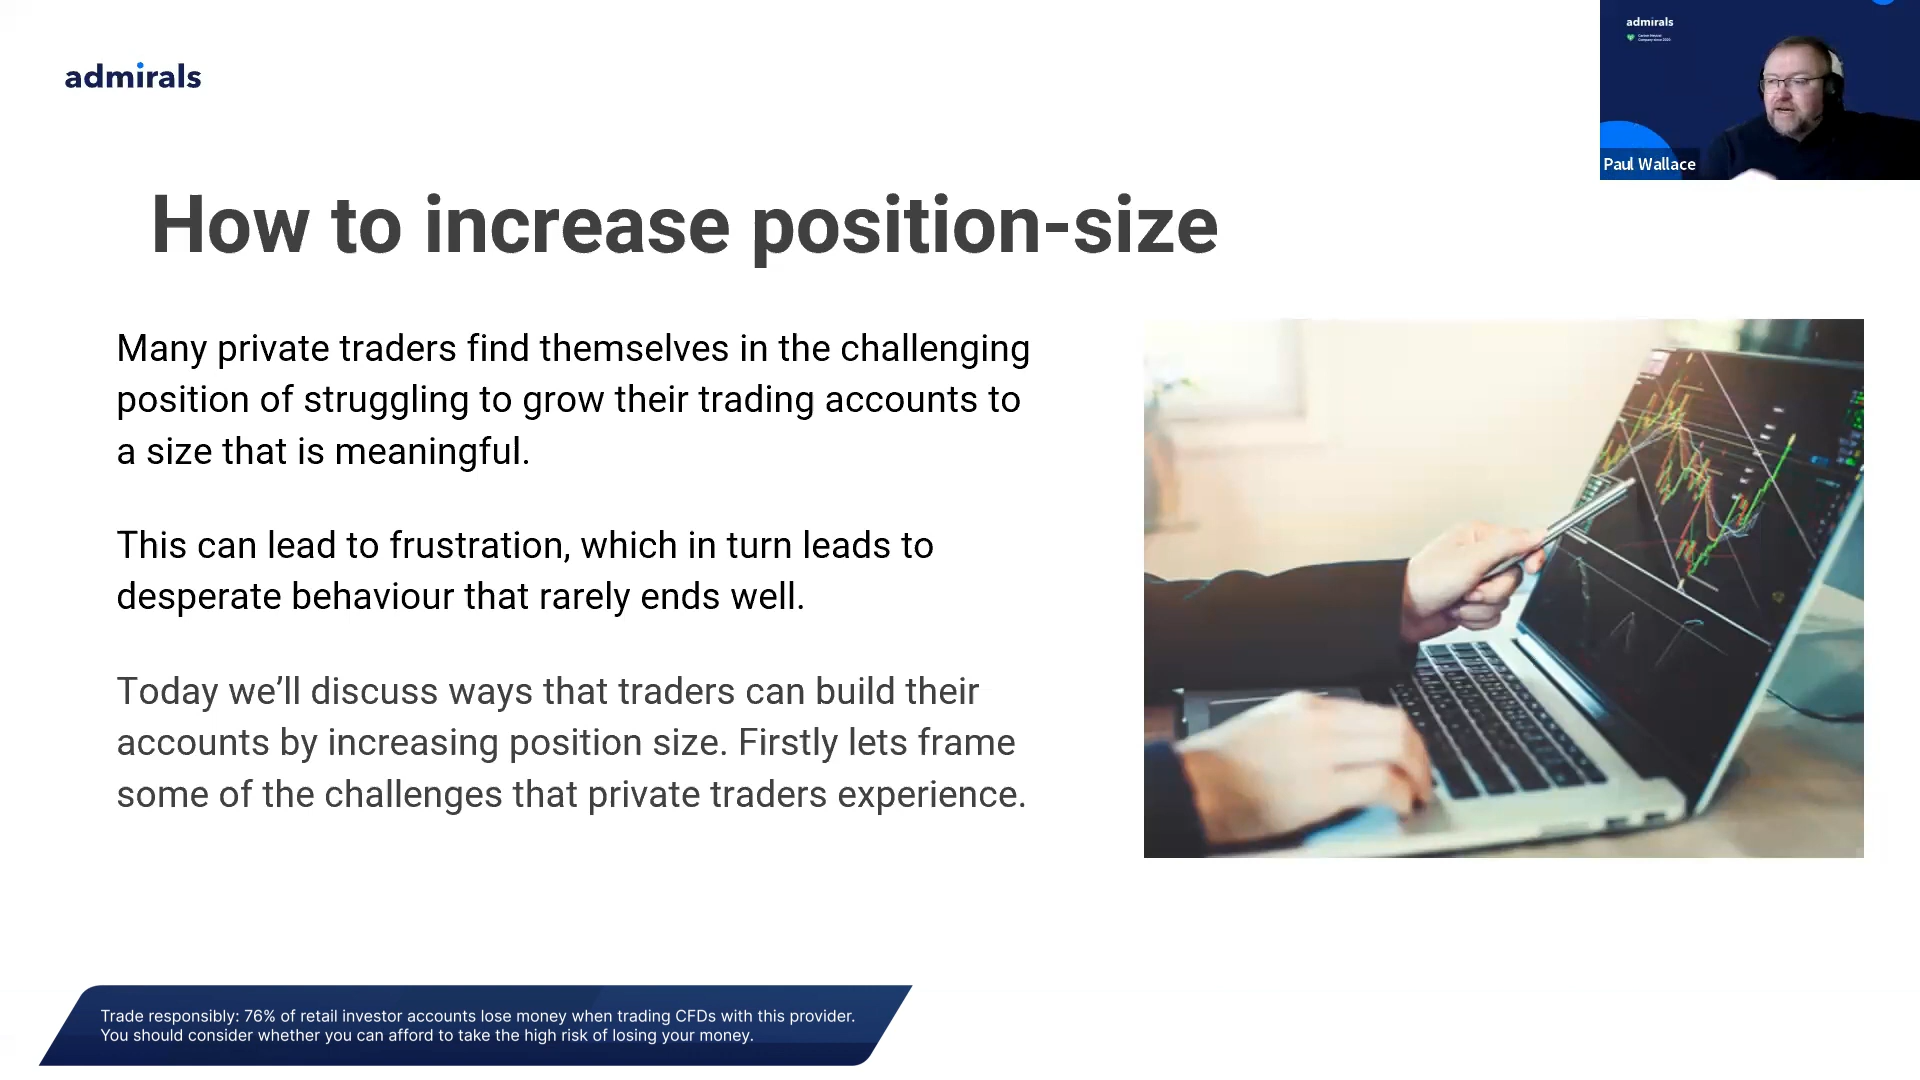 admirals
admirals
Paul Wallace
How to increase position-size
Many private traders find themselves in the challenging
position of struggling to grow their trading accounts to
a size that is meaningful.
This can lead to frustration, which in turn leads to
desperate behaviour that rarely ends well.
Today we’ll discuss ways that traders can build their
accounts by increasing position size. Firstly lets frame
some of the challenges that private traders experience.
Trade responsibly: 76% of retail investor accounts lose money when trading CFDs with this provider.
You should consider whether you can afford to take the high risk of losing your money.